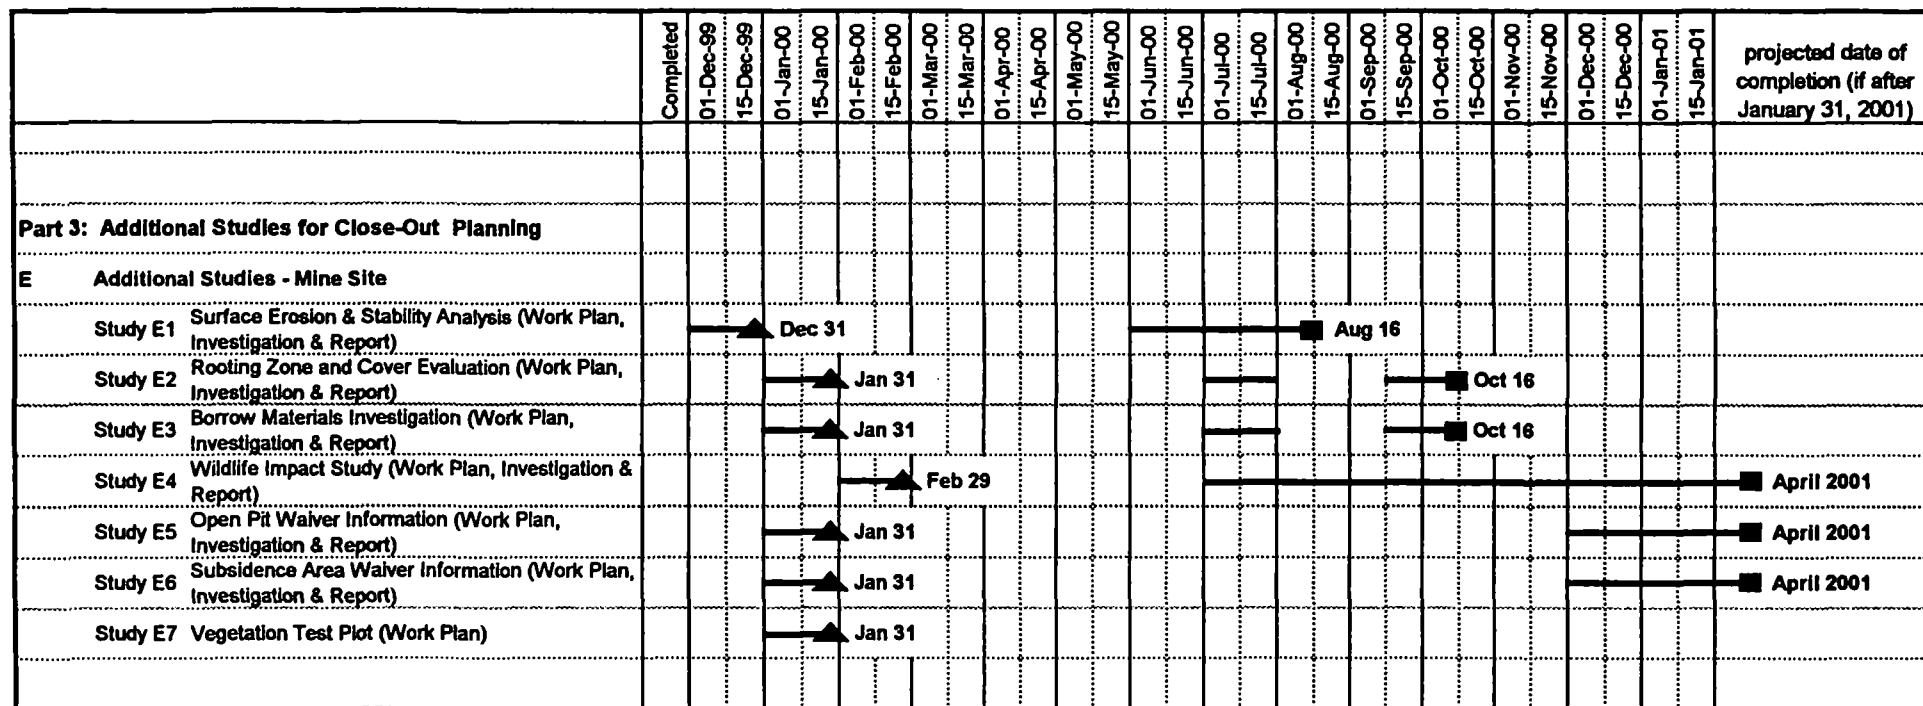 Completed
01-Dec-99
15-Dec-99
01-Jan-00
15-Jan-00
01-Feb-00
15-Feb-00
01-Mar-00
15-Mar-00
01-Apr-00
15-Apr-00
01-May-00
15-May-00
01-Jun-00
15-Jun-00
01-Jul-00
15-Jul-00
01-Aug-00
15-Aug-00
01-Sep-00
15-Sep-00
01-Oct-00
15-Oct-00
01-Nov-00
15-Nov-00
01-Dec-00
15-Dec-00
01-Jan-01
15-Jan-01
projected date of
completion (if after
January 31, 2001)
Part 3: Additional Studies for Close-Out Planning
E Additional Studies - Mine Site
Study E1 Surface Erosion & Stability Analysis (Work Plan,
Investigation & Report)
Dec 31 Aug 16
Study E2 Rooting Zone and Cover Evaluation (Work Plan,
Investigation & Report)
Jan 31 Oct 16
Study E3 Borrow Materials Investigation (Work Plan,
Investigation & Report)
Jan 31 Oct 16
Study E4 Wildlife Impact Study (Work Plan, Investigation &
Report)
Feb 29 April 2001
Study E5 Open Pit Waiver Information (Work Plan,
Investigation & Report)
Jan 31 April 2001
Study E6 Subsidence Area Waiver Information (Work Plan,
Investigation & Report)
Jan 31 April 2001
Study E7 Vegetation Test Plot (Work Plan) Jan 31